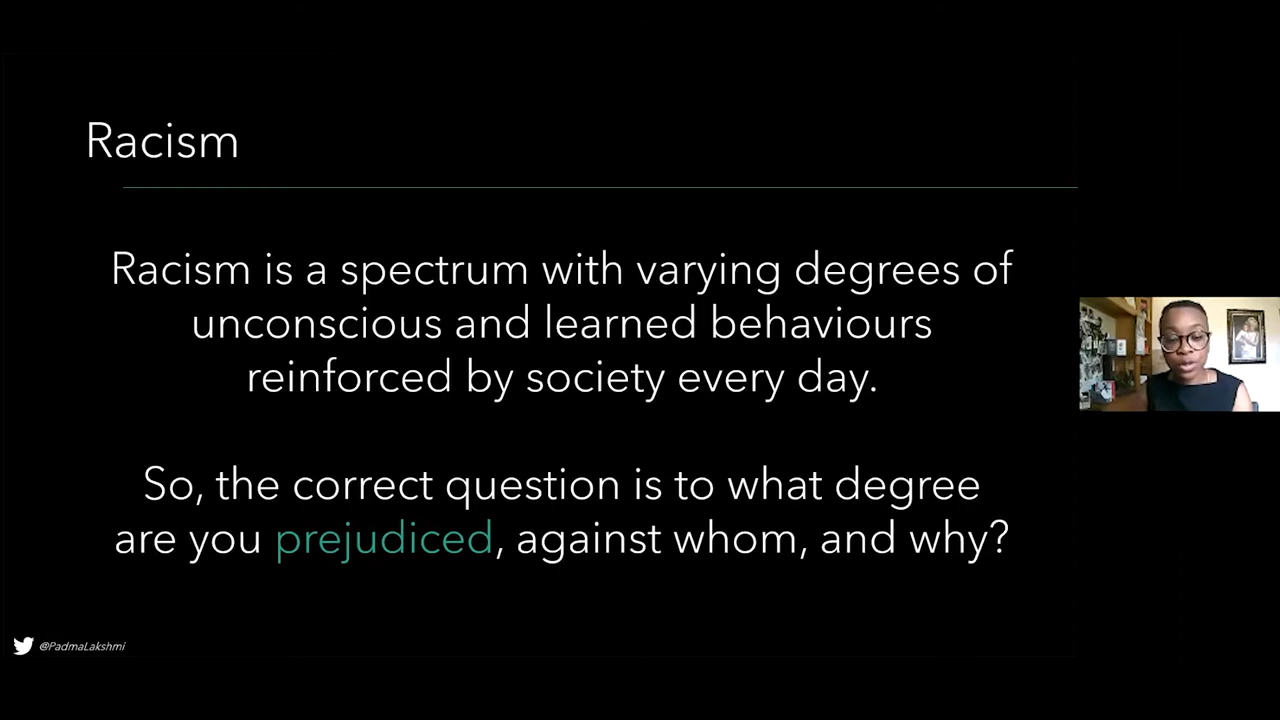 Racism
Racism is a spectrum with varying degrees of
unconscious and learned behaviours
reinforced by society every day.
So, the correct question is to what degree
are you prejudiced, against whom, and why?
@PadmaLakshmi